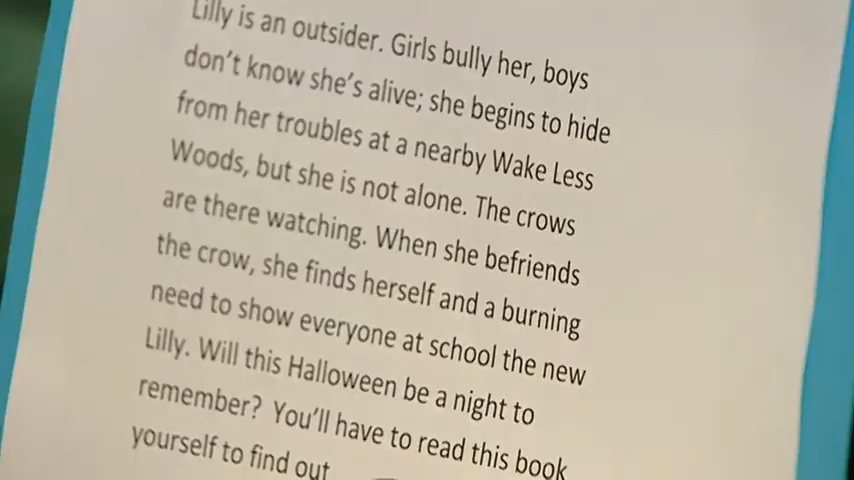 Lilly is an outsider. Girls bully her, boys
don't know she's alive; she begins to hide
from her troubles at a nearby Wake Less
Woods, but she is not alone. The crows
are there watching. When she befriends
the crow, she finds herself and a burning
need to show everyone at school the new
Lilly. Will this Halloween be a night to
remember? You'll have to read this book
yourself to find out